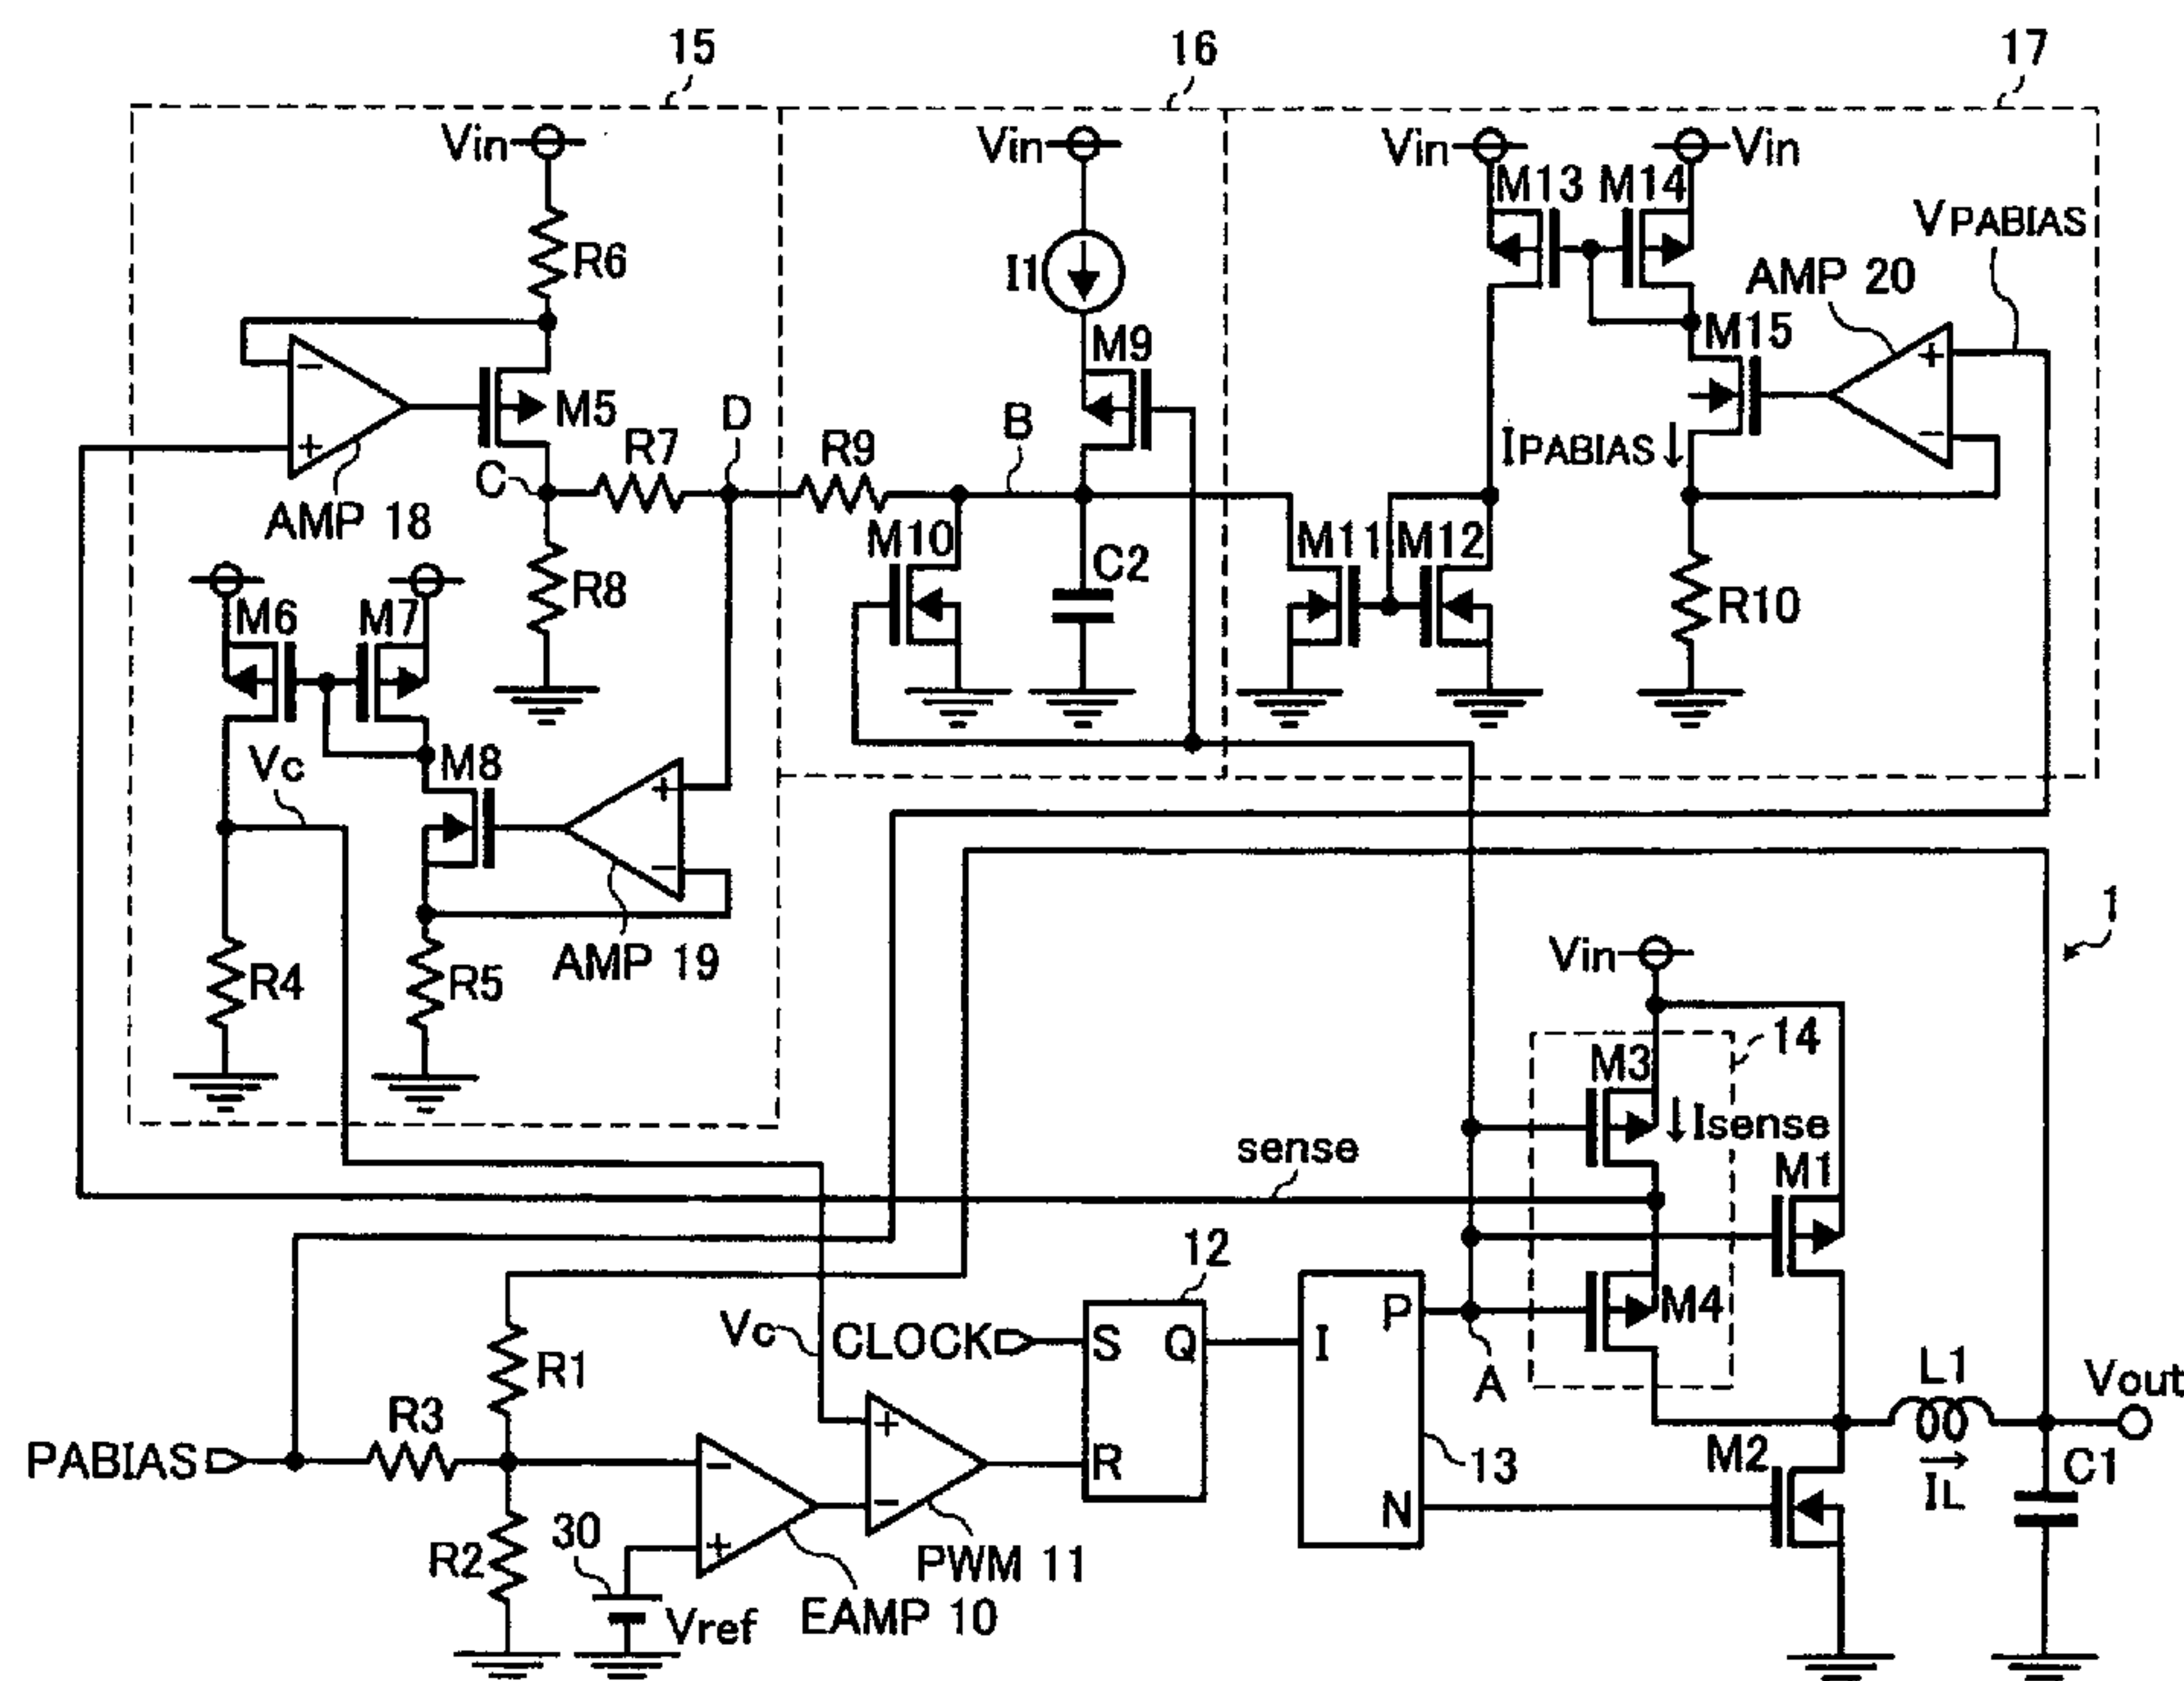 15
16
17
Vin
Vin
Vin
Vin
M13
M14
VPABIAS
R6
I1
AMP 20
M9
M15
M5
D
R7
R9
B
IPABIAS
C
AMP 18
M10
M11
M12
C2
R8
R10
M6
M7
Vc
M8
1
AMP 19
R4
R5
Vin
14
M3
Isense
sense
M1
12
Vc
CLOCK
S
Q
I
P
M4
R1
A
L1
Vout
R3
PABIAS
R
13
M2
IL
C1
N
30
R2
PWM 11
EAMP 10
Vref
+
−
+
−
+
−
+
−
+
−